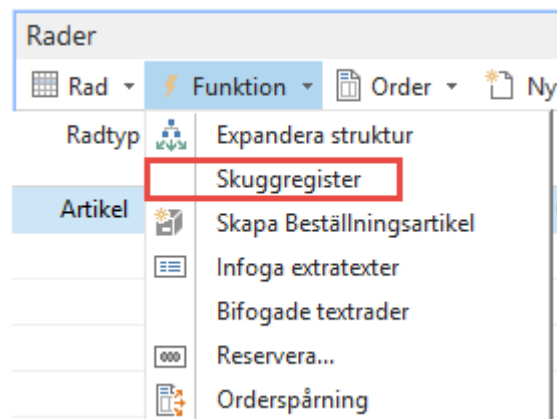 Rader
Rad Funktion Order Ny
Radtyp Expandera struktur
Skuggregister
Artikel Skapa Beställningsartikel
Infoga extratexter
Bifogade textrader
Reservera...
Orderspårning